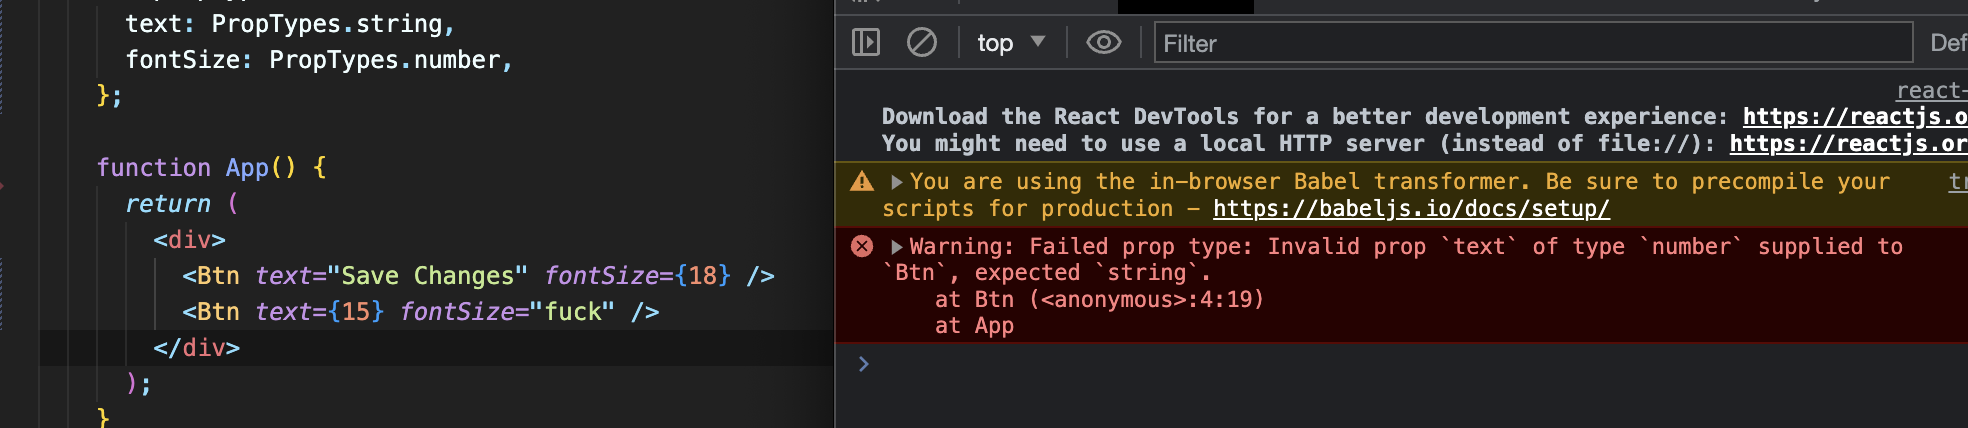 text: PropTypes.string,
fontSize: PropTypes.number,
};
function App() {
return (
<div>
<Btn text="Save Changes" fontSize={18} />
<Btn text={15} fontSize="fuck" />
</div>
);
}
top
Filter
Def
react-
Download the React DevTools for a better development experience: https://reactjs.o
You might need to use a local HTTP server (instead of file://): https://reactjs.or
You are using the in-browser Babel transformer. Be sure to precompile your tr
scripts for production - https://babeljs.io/docs/setup/
Warning: Failed prop type: Invalid prop `text` of type `number` supplied to
`Btn`, expected `string`.
at Btn (<anonymous>:4:19)
at App